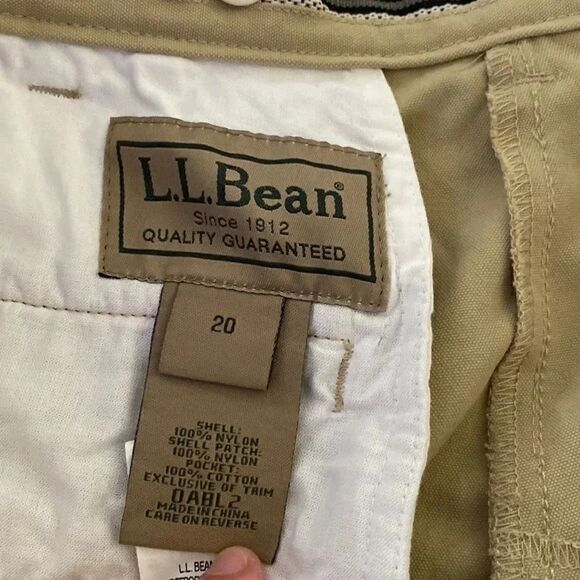 L.L.Bean®
Since 1912
QUALITY GUARANTEED
20
SHELL:
100% NYLON
SHELL PATCH:
100% NYLON
POCKET:
100% COTTON
EXCLUSIVE OF TRIM
0ABL2
MADE IN CHINA
CARE ON REVERSE
L.L. BEAN